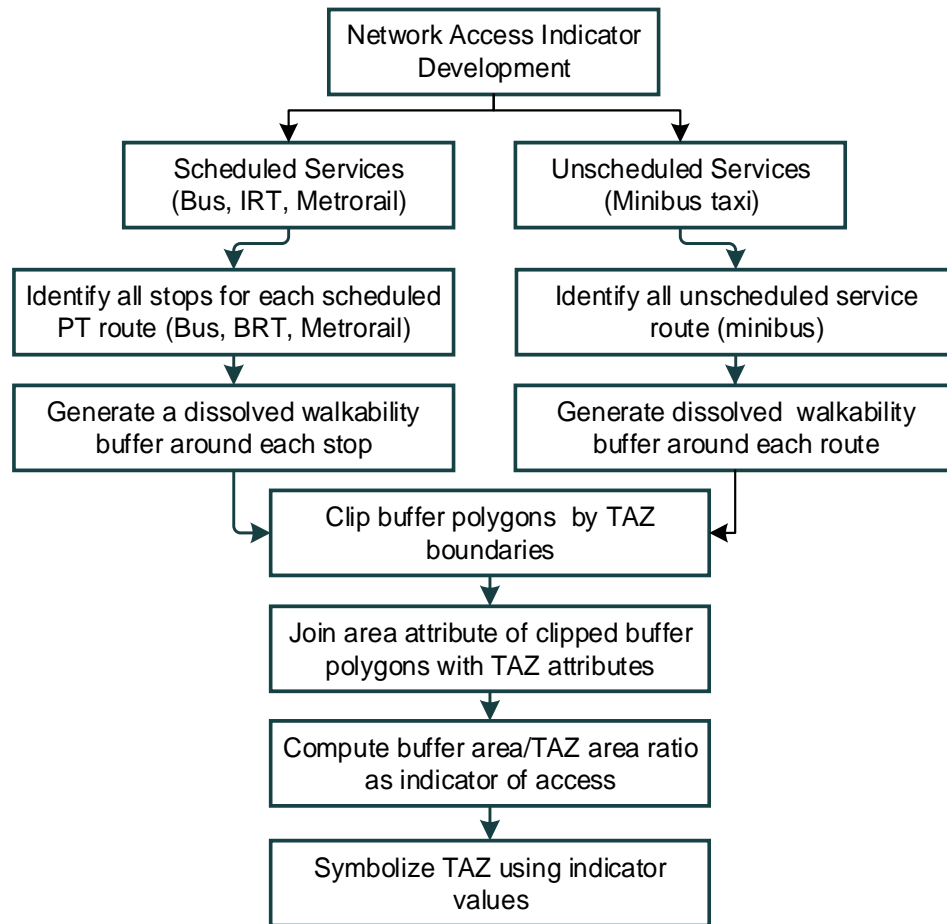 Network Access Indicator
Development
Scheduled Services
(Bus, IRT, Metrorail)
Unscheduled Services
(Minibus taxi)
Identify all stops for each scheduled
PT route (Bus, BRT, Metrorail)
Identify all unscheduled service
route (minibus)
Generate a dissolved walkability
buffer around each stop
Generate dissolved  walkability
buffer around each route
Clip buffer polygons  by TAZ
boundaries
Join area attribute of clipped buffer
polygons with TAZ attributes
Compute buffer area/TAZ area ratio
as indicator of access
Symbolize TAZ using indicator
values